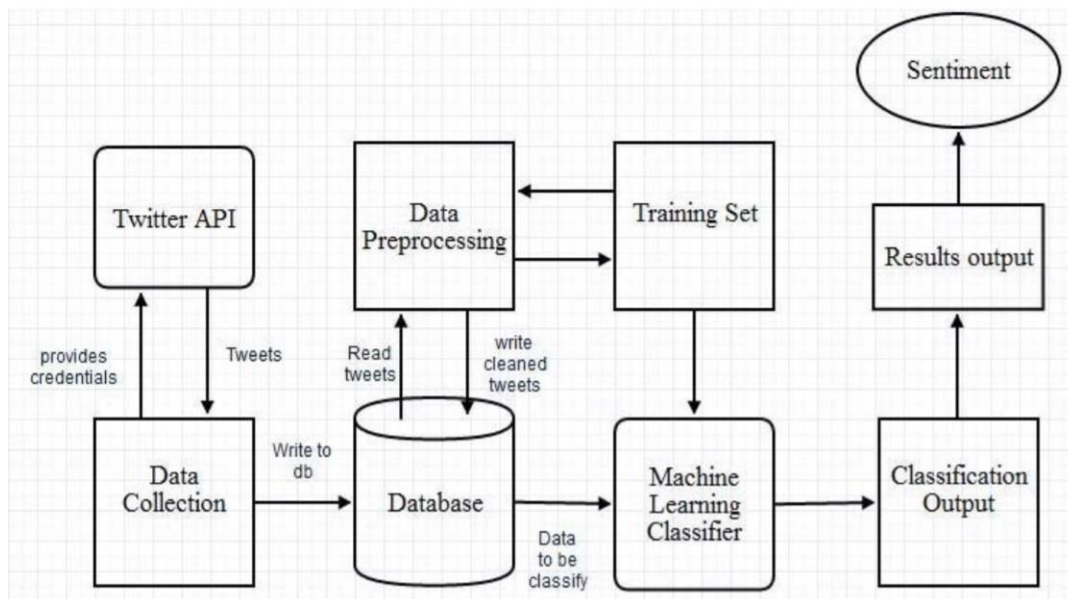 Sentiment
Twitter API
Data
Preprocessing
Training Set
Results output
provides
credentials
Tweets
Read
tweets
write
cleaned
tweets
Data
Collection
Write to
db
Database
Data
to be
classify
Machine
Learning
Classifier
Classification
Output